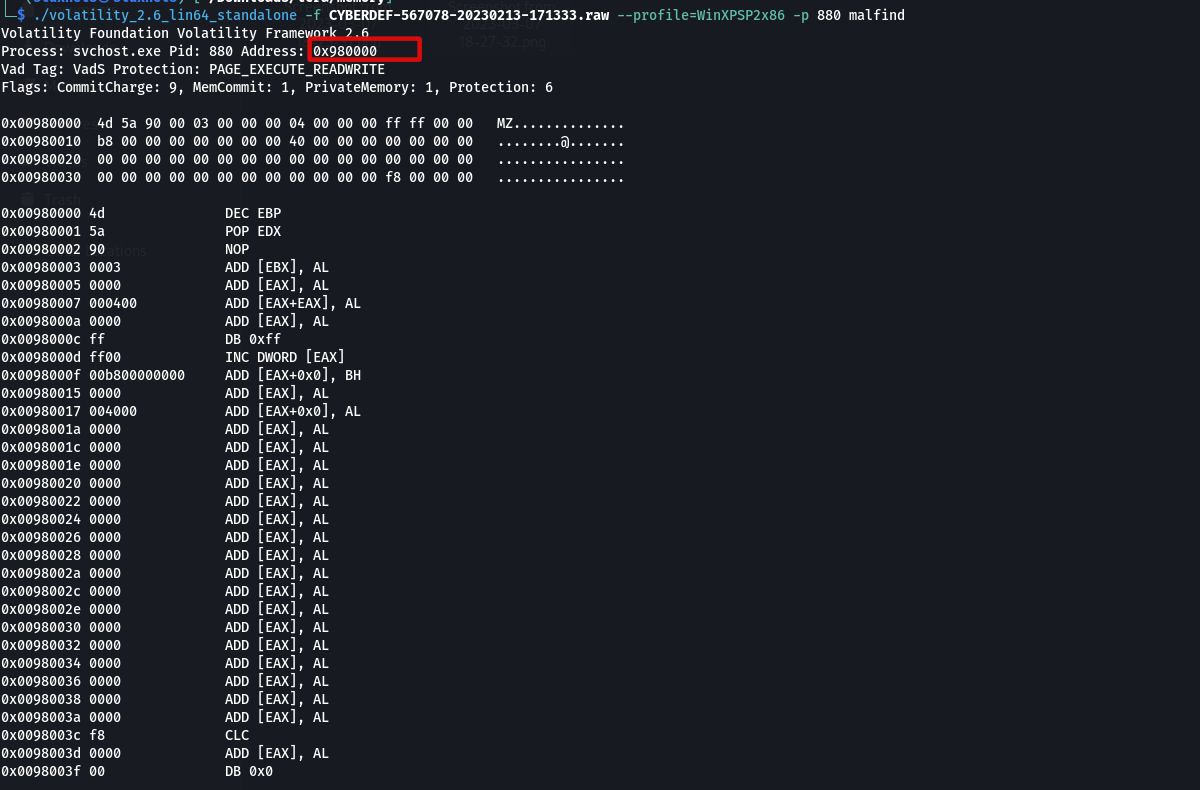 └─$ ./volatility_2.6_lin64_standalone -f CYBERDEF-567078-20230213-171333.raw --profile=WinXPSP2x86 -p 880 malfind
Volatility Foundation Volatility Framework 2.6
18-27-32.png
Process: svchost.exe Pid: 880 Address: 0x980000
Vad Tag: VadS Protection: PAGE_EXECUTE_READWRITE
Flags: CommitCharge: 9, MemCommit: 1, PrivateMemory: 1, Protection: 6
0x00980000  4d 5a 90 00 03 00 00 00 04 00 00 00 ff ff 00 00   MZ..............
0x00980010  b8 00 00 00 00 00 00 00 40 00 00 00 00 00 00 00   ........@.......
0x00980020  00 00 00 00 00 00 00 00 00 00 00 00 00 00 00 00   ................
0x00980030  00 00 00 00 00 00 00 00 00 00 00 00 f8 00 00 00   ................
Trash
0x00980000 4d               DEC EBP
0x00980001 5a               POP EDX
0x00980002 90               NOP
0x00980003 0003             ADD [EBX], AL
0x00980005 0000             ADD [EAX], AL
0x00980007 000400           ADD [EAX+EAX], AL
0x0098000a 0000             ADD [EAX], AL
0x0098000c ff               DB 0xff
0x0098000d ff00             INC DWORD [EAX]
0x0098000f 00b800000000     ADD [EAX+0x0], BH
0x00980015 0000             ADD [EAX], AL
0x00980017 004000           ADD [EAX+0x0], AL
0x0098001a 0000             ADD [EAX], AL
0x0098001c 0000             ADD [EAX], AL
0x0098001e 0000             ADD [EAX], AL
0x00980020 0000             ADD [EAX], AL
0x00980022 0000             ADD [EAX], AL
0x00980024 0000             ADD [EAX], AL
0x00980026 0000             ADD [EAX], AL
0x00980028 0000             ADD [EAX], AL
0x0098002a 0000             ADD [EAX], AL
0x0098002c 0000             ADD [EAX], AL
0x0098002e 0000             ADD [EAX], AL
0x00980030 0000             ADD [EAX], AL
0x00980032 0000             ADD [EAX], AL
0x00980034 0000             ADD [EAX], AL
0x00980036 0000             ADD [EAX], AL
0x00980038 0000             ADD [EAX], AL
0x0098003a 0000             ADD [EAX], AL
0x0098003c f8               CLC
0x0098003d 0000             ADD [EAX], AL
0x0098003f 00               DB 0x0